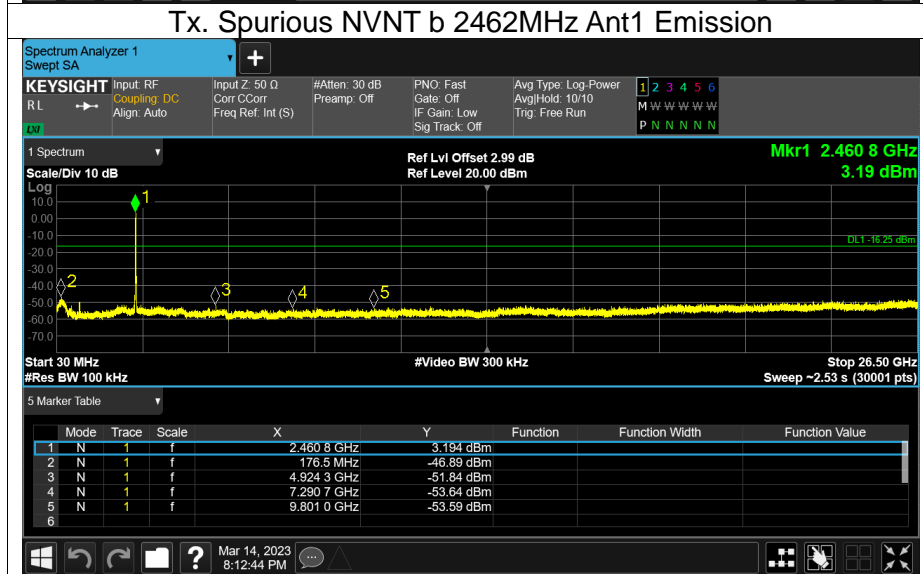 Tx. Spurious NVNT b 2462MHz Ant1 Emission
Spectrum Analyzer 1
Swept SA
+
KEYSIGHT Input: RF Input Z: 50 Ω #Atten: 30 dB PNO: Fast Avg Type: Log-Power 1 2 3 4 5 6
RL Coupling: DC Corr CCorr Preamp: Off Gate: Off Avg|Hold: 10/10 M W W W W W
Align: Auto Freq Ref: Int (S) IF Gain: Low Trig: Free Run
LXI Sig Track: Off P N N N N N
1 Spectrum Ref Lvl Offset 2.99 dB Mkr1 2.460 8 GHz
Scale/Div 10 dB Ref Level 20.00 dBm 3.19 dBm
Log
10.0 1
0.00
-10.0 DL1 -16.25 dBm
-20.0
-30.0
-40.0 2
-50.0 3 4 5
-60.0
-70.0
Start 30 MHz #Video BW 300 kHz Stop 26.50 GHz
#Res BW 100 kHz Sweep ~2.53 s (30001 pts)
5 Marker Table
Mode Trace Scale X Y Function Function Width Function Value
1 N 1 f 2.460 8 GHz 3.194 dBm
2 N 1 f 176.5 MHz -46.89 dBm
3 N 1 f 4.924 3 GHz -51.84 dBm
4 N 1 f 7.290 7 GHz -53.64 dBm
5 N 1 f 9.801 0 GHz -53.59 dBm
6
? Mar 14, 2023
8:12:44 PM